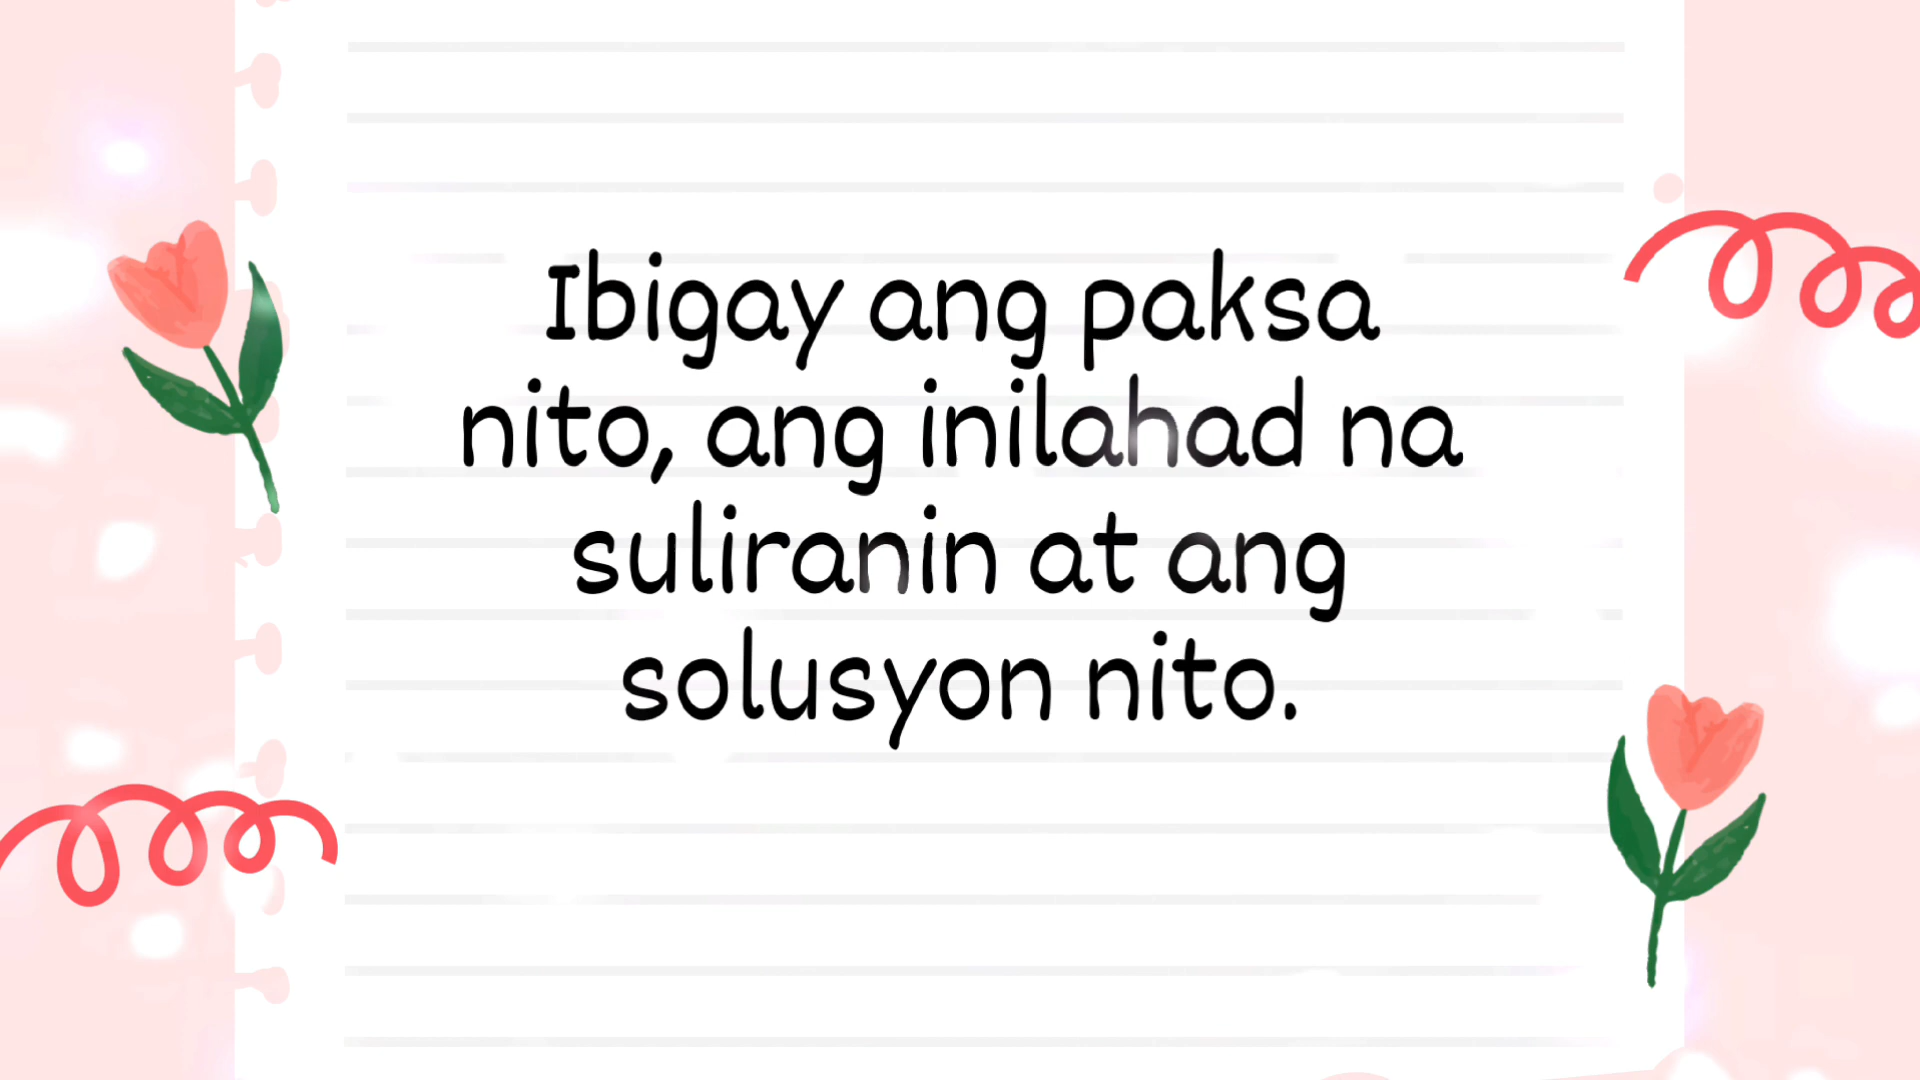 Ibigay ang paksa
nito, ang inilahad na
suliranin at ang
solusyon nito.